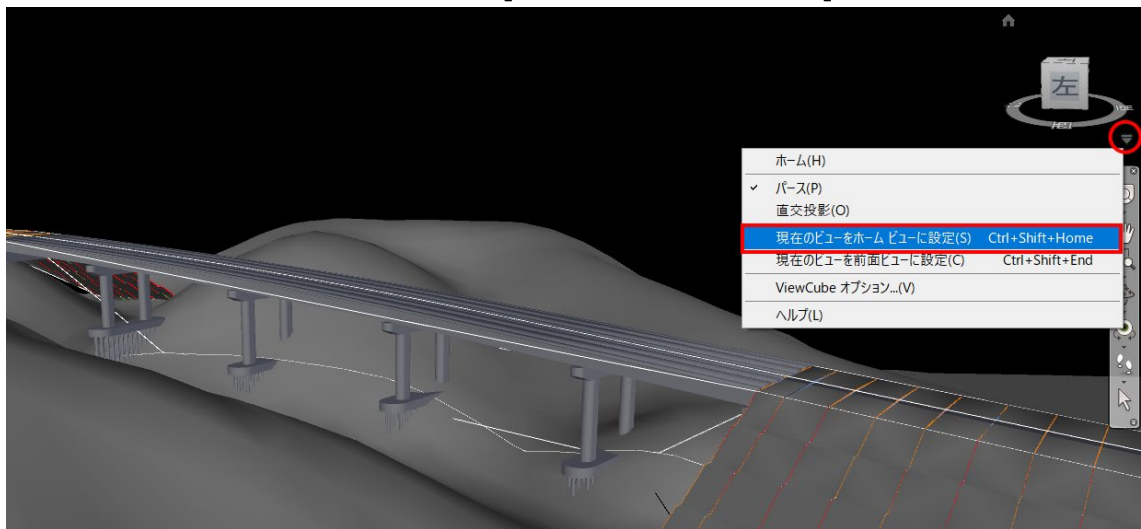 左
ホーム(H)
パース(P)
直交投影(O)
現在のビューをホーム ビューに設定(S) Ctrl+Shift+Home
現在のビューを前面ビューに設定(C) Ctrl+Shift+End
ViewCube オプション...(V)
ヘルプ(L)